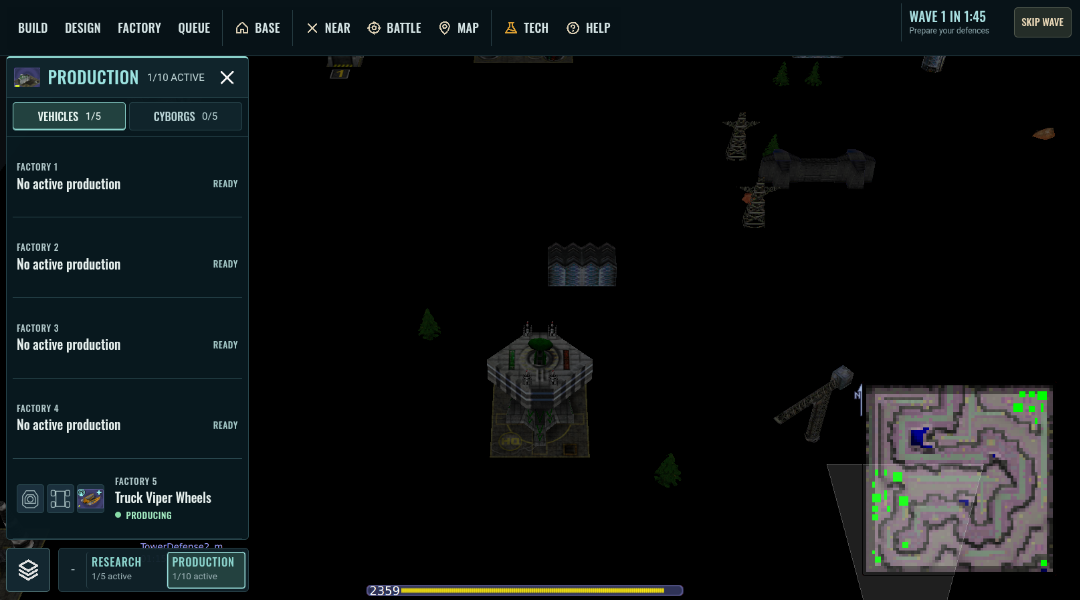 BUILD DESIGN FACTORY QUEUE BASE NEAR BATTLE MAP TECH HELP
WAVE 1 IN 1:45
Prepare your defences
SKIP WAVE
PRODUCTION 1/10 ACTIVE
VEHICLES 1/5 CYBORGS 0/5
FACTORY 1
No active production READY
FACTORY 2
No active production READY
FACTORY 3
No active production READY
FACTORY 4
No active production READY
FACTORY 5
Truck Viper Wheels
PRODUCING
TowerDefense2_m
- RESEARCH
1/5 active
PRODUCTION
1/10 active
2359
HQ
1
N